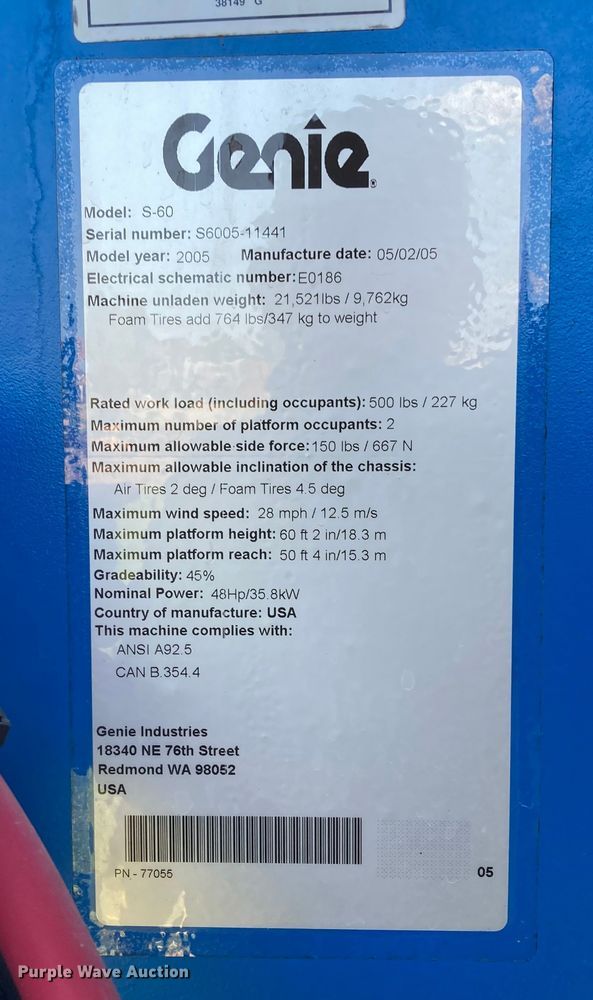 38149 G
Genie
Model: S-60
Serial number: S6005-11441
Model year: 2005 Manufacture date: 05/02/05
Electrical schematic number: E0186
Machine unladen weight: 21,521lbs / 9,762kg
Foam Tires add 764 lbs/347 kg to weight
Rated work load (including occupants): 500 lbs / 227 kg
Maximum number of platform occupants: 2
Maximum allowable side force: 150 lbs / 667 N
Maximum allowable inclination of the chassis:
Air Tires 2 deg / Foam Tires 4.5 deg
Maximum wind speed: 28 mph / 12.5 m/s
Maximum platform height: 60 ft 2 in/18.3 m
Maximum platform reach: 50 ft 4 in/15.3 m
Gradeability: 45%
Nominal Power: 48Hp/35.8kW
Country of manufacture: USA
This machine complies with:
ANSI A92.5
CAN B.354.4
Genie Industries
18340 NE 76th Street
Redmond WA 98052
USA
PN - 77055
05
Purple Wave Auction